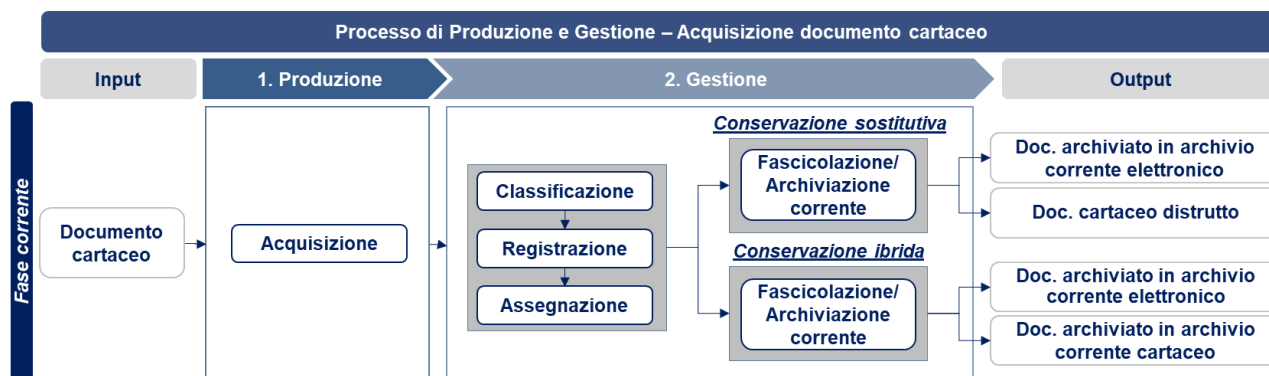 Processo di Produzione e Gestione – Acquisizione documento cartaceo
Input
1. Produzione
2. Gestione
Output
Fase corrente
Documento
cartaceo
Acquisizione
Classificazione
Registrazione
Assegnazione
Conservazione sostitutiva
Fascicolazione/
Archiviazione
corrente
Conservazione ibrida
Fascicolazione/
Archiviazione
corrente
Doc. archiviato in archivio
corrente elettronico
Doc. cartaceo distrutto
Doc. archiviato in archivio
corrente elettronico
Doc. archiviato in archivio
corrente cartaceo